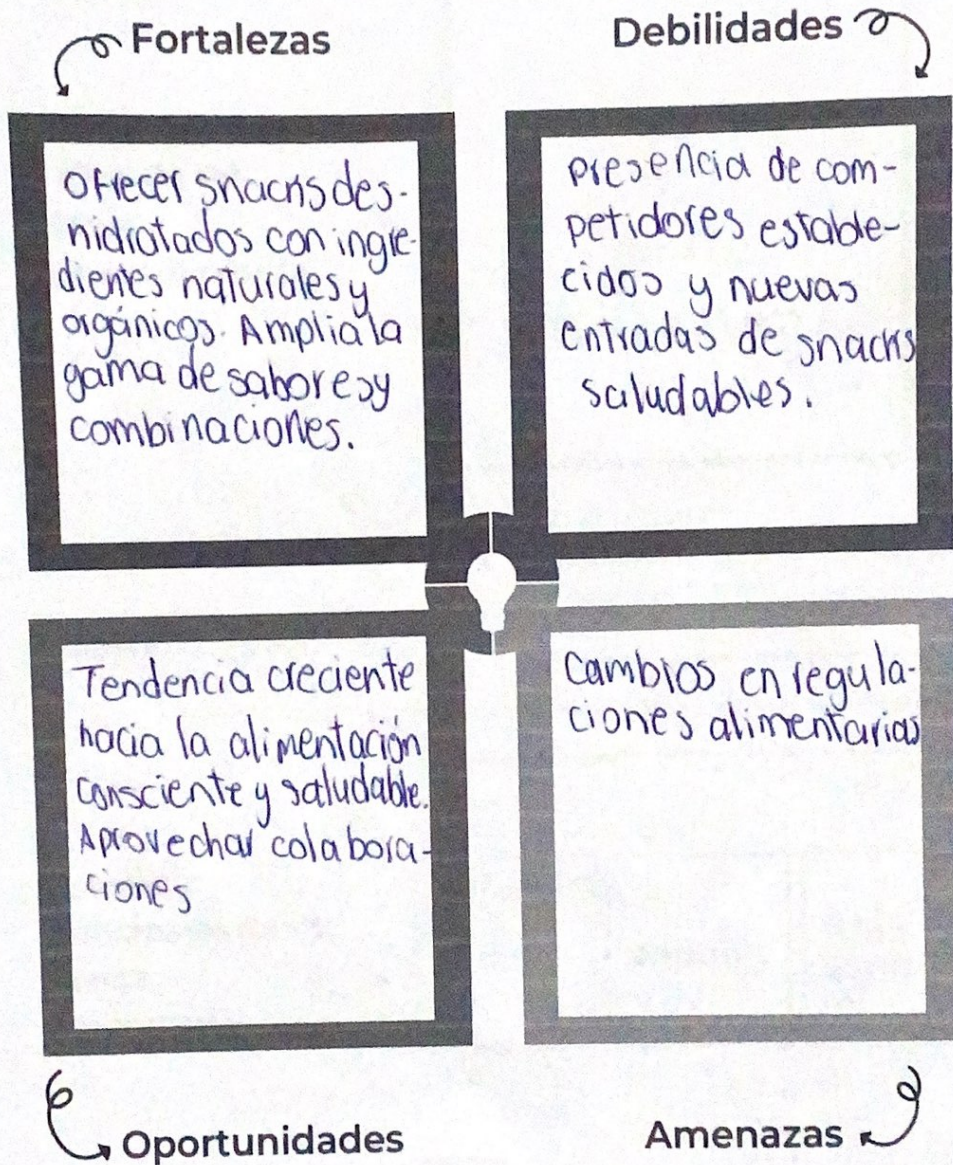 Fortalezas
Ofrecer snacks des-
hidratados con ingre-
dientes naturales y
orgánicos. Amplia la
gama de sabores y
combinaciones.
Debilidades
presencia de com-
petidores estable-
cidos y nuevas
entradas de snacks
saludables.
Tendencia creciente
hacia la alimentación
consciente y saludable.
Aprovechar colabora-
ciones
Oportunidades
Cambios en regula-
ciones alimentarias
Amenazas